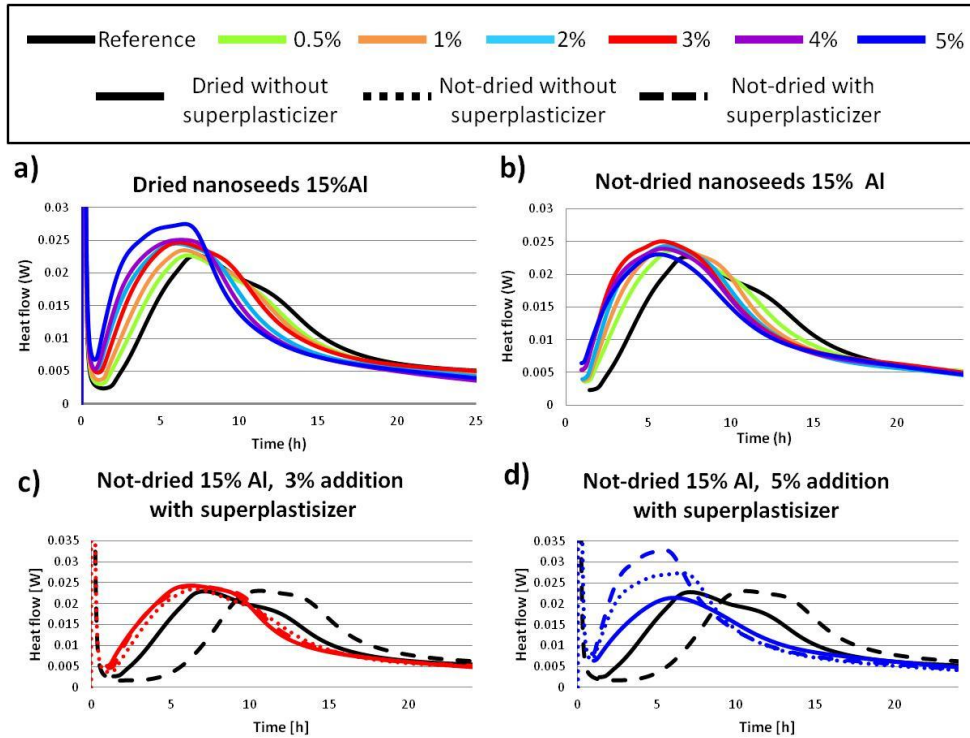 Reference 0.5% 1% 2% 3% 4% 5%
Dried without superplasticizer
Not-dried without superplasticizer
Not-dried with superplasticizer
a)
Dried nanoseeds 15%Al
Heat flow (W)
0.03
0.025
0.02
0.015
0.01
0.005
0
0 5 10 15 20 25
Time (h)
b)
Not-dried nanoseeds 15% Al
Heat flow (W)
0.03
0.025
0.02
0.015
0.01
0.005
0
0 5 10 15 20
Time (h)
c)
Not-dried 15% Al, 3% addition
with superplastisizer
Heat flow [W]
0.035
0.03
0.025
0.02
0.015
0.01
0.005
0
0 5 10 15 20
Time [h]
d)
Not-dried 15% Al, 5% addition
with superplastisizer
Heat flow [W]
0.035
0.03
0.025
0.02
0.015
0.01
0.005
0
0 5 10 15 20
Time [h]